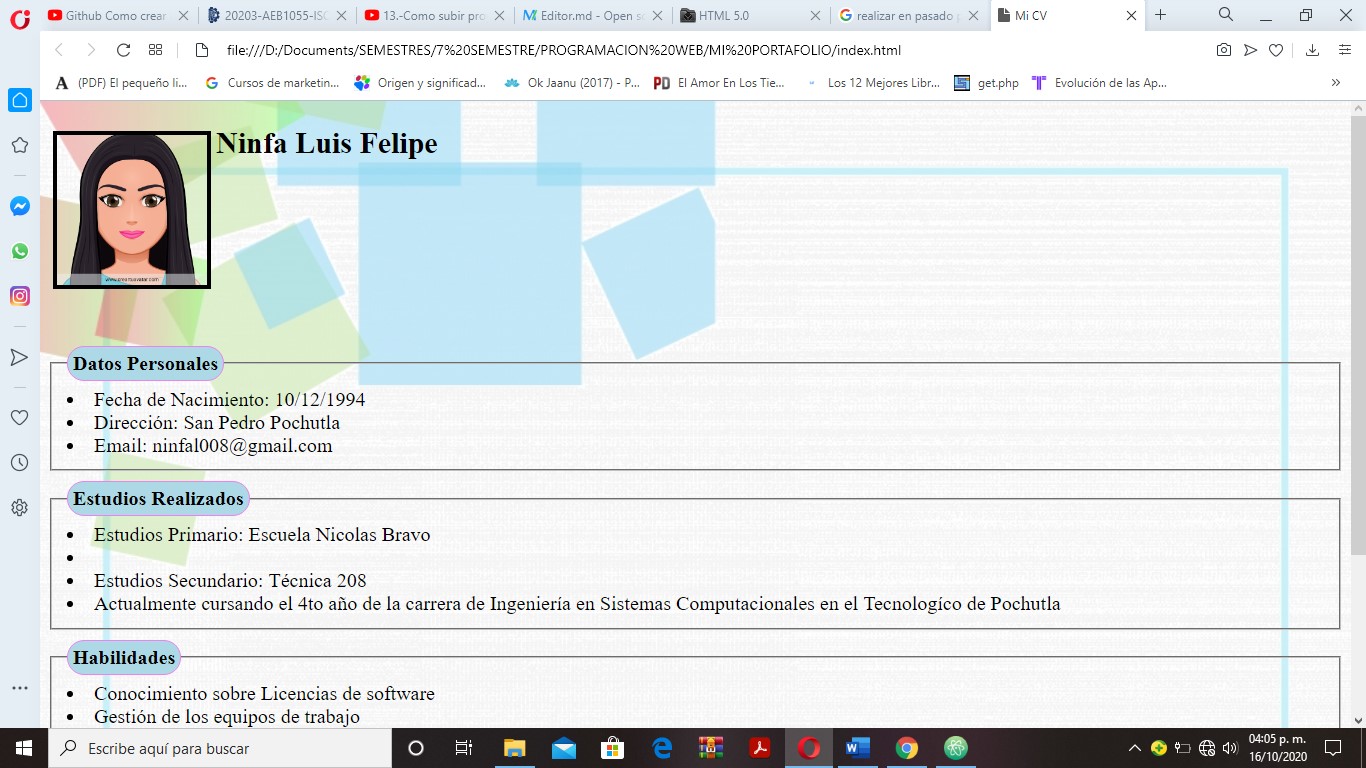 Github Como crear
20203-AEB1055-ISC
13.-Como subir pro
Editor.md - Open so
HTML 5.0
realizar en pasado p
Mi CV
file:///D:/Documents/SEMESTRES/7%20SEMESTRE/PROGRAMACION%20WEB/MI%20PORTAFOLIO/index.html
(PDF) El pequeño li...
Cursos de marketin...
Origen y significad...
Ok Jaanu (2017) - P...
El Amor En Los Tie...
Los 12 Mejores Libr...
get.php
Evolución de las Ap...
Ninfa Luis Felipe
Datos Personales
• Fecha de Nacimiento: 10/12/1994
• Dirección: San Pedro Pochutla
• Email: ninfal008@gmail.com
Estudios Realizados
• Estudios Primario: Escuela Nicolas Bravo
•
• Estudios Secundario: Técnica 208
• Actualmente cursando el 4to año de la carrera de Ingeniería en Sistemas Computacionales en el Tecnologíco de Pochutla
Habilidades
• Conocimiento sobre Licencias de software
• Gestión de los equipos de trabajo
Escribe aquí para buscar
04:05 p. m.
16/10/2020